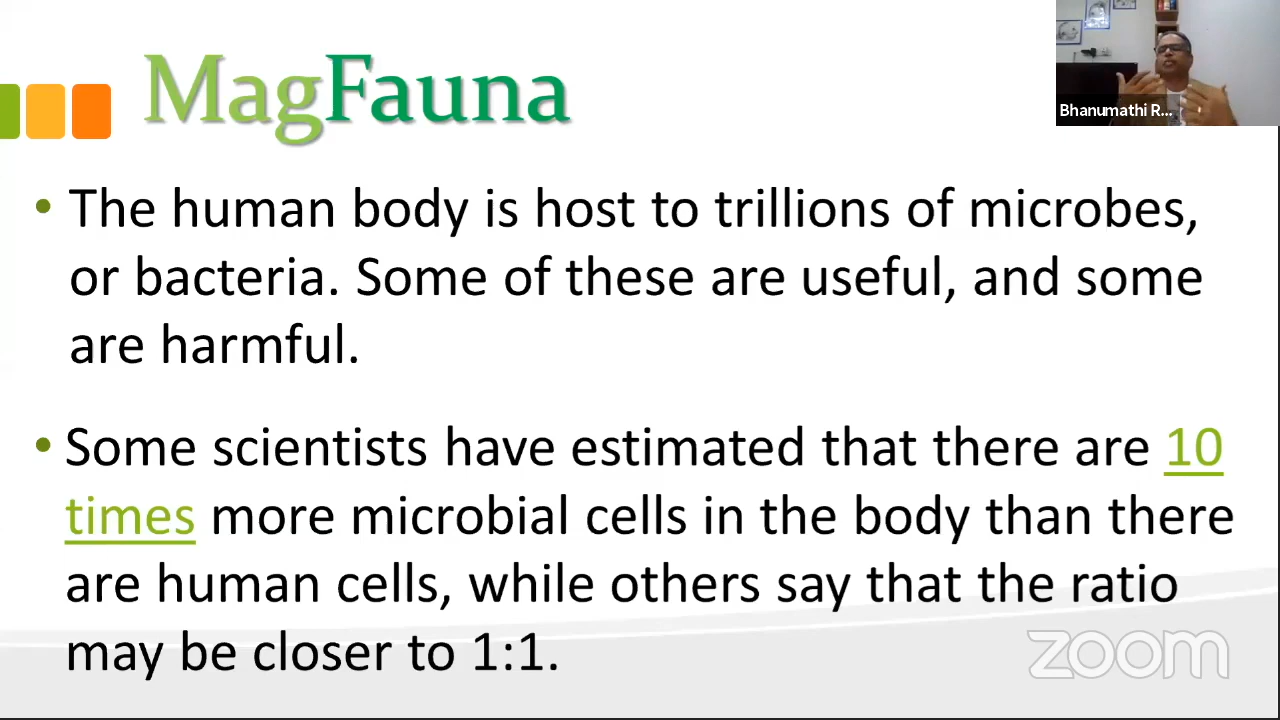 MagFauna
Bhanumathi R...
• The human body is host to trillions of microbes,
or bacteria. Some of these are useful, and some
are harmful.
• Some scientists have estimated that there are 10
times more microbial cells in the body than there
are human cells, while others say that the ratio
may be closer to 1:1.
zoom